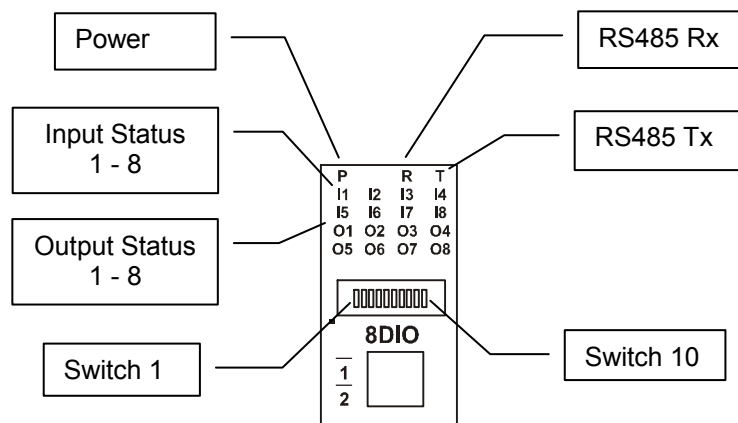 Power
RS485 Rx
Input Status
1 - 8
RS485 Tx
P R T
I1 I2 I3 I4
I5 I6 I7 I8
O1 O2 O3 O4
O5 O6 O7 O8
Output Status
1 - 8
8DIO
Switch 1
Switch 10
1
2